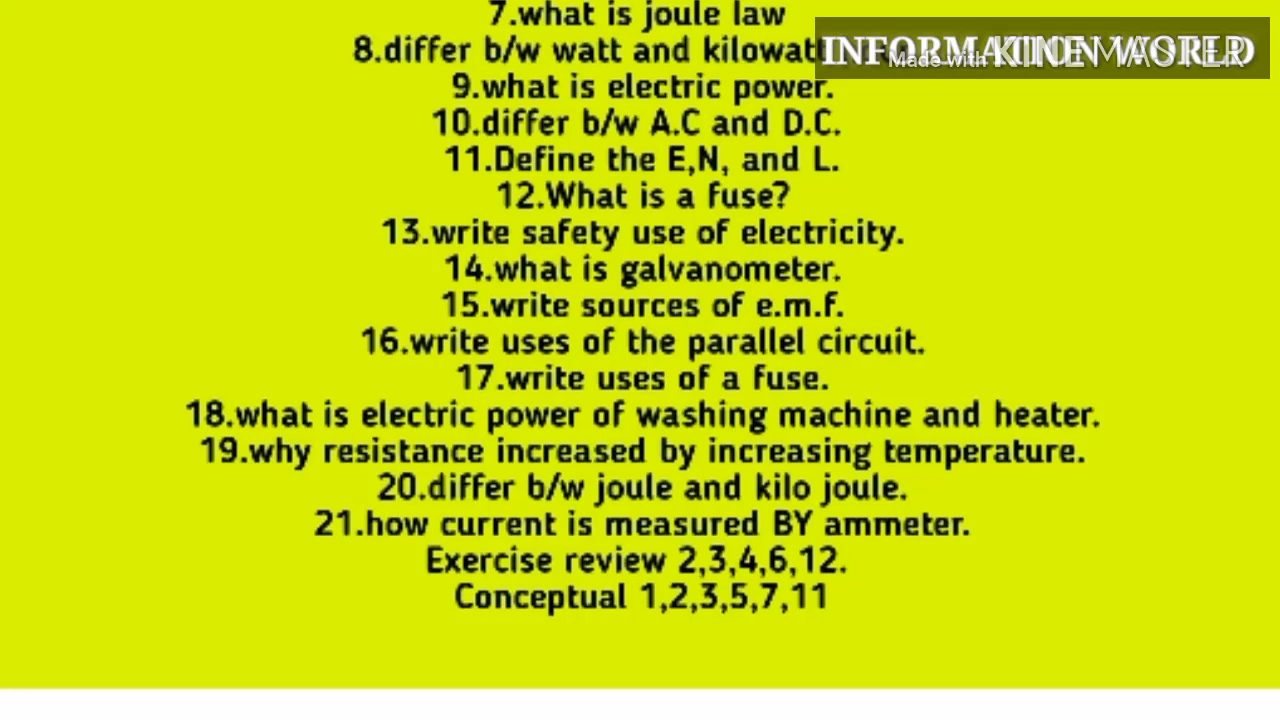 7.what is joule law
8.differ b/w watt and kilowatt
INFORMATION WORLD
Made with KINEMASTER
9.what is electric power.
10.differ b/w A.C and D.C.
11.Define the E,N, and L.
12.What is a fuse?
13.write safety use of electricity.
14.what is galvanometer.
15.write sources of e.m.f.
16.write uses of the parallel circuit.
17.write uses of a fuse.
18.what is electric power of washing machine and heater.
19.why resistance increased by increasing temperature.
20.differ b/w joule and kilo joule.
21.how current is measured BY ammeter.
Exercise review 2,3,4,6,12.
Conceptual 1,2,3,5,7,11